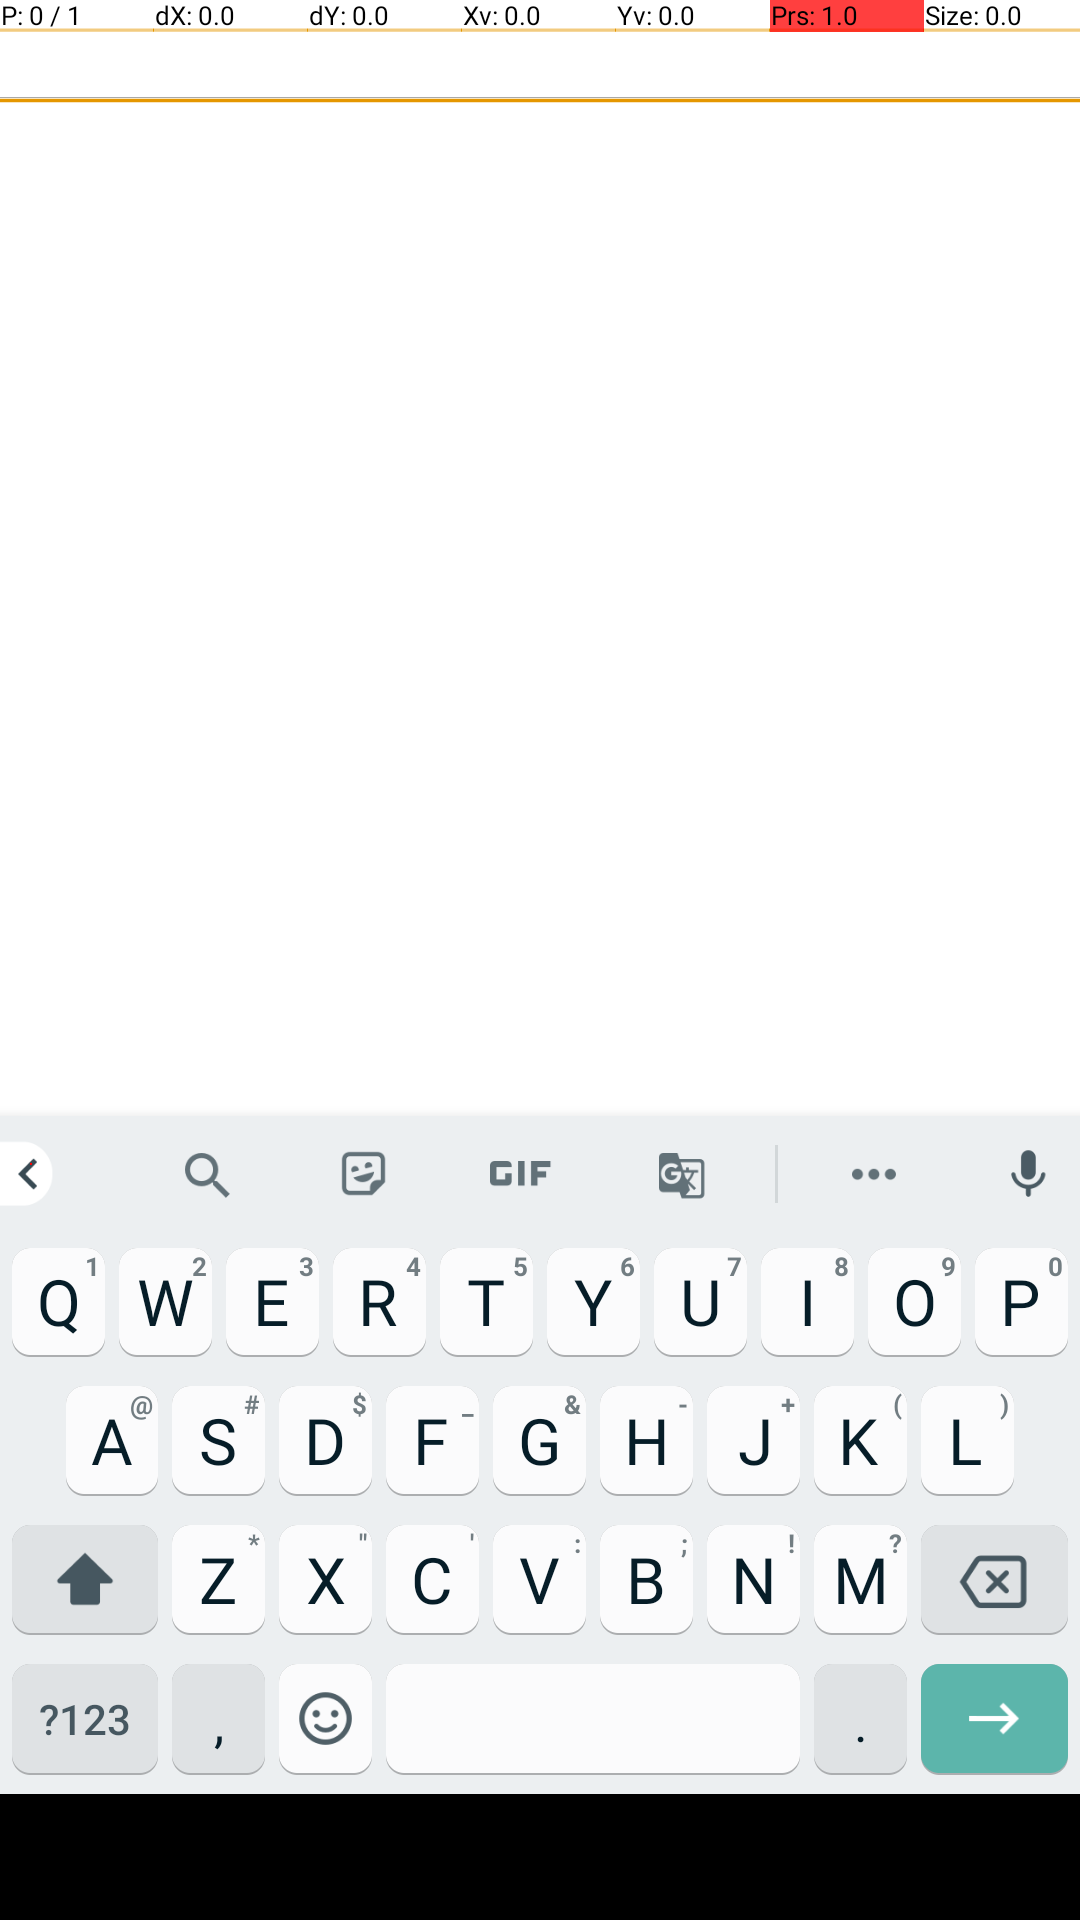 P: 0 / 1 dX: 0.0 dY: 0.0 Xv: 0.0 Yv: 0.0 Prs: 1.0 Size: 0.0
GIF G 文
Q 1 W 2 E 3 R 4 T 5 Y 6 U 7 I 8 O 9 P 0
A @ S # D $ F _ G & H - J + K ( L )
Z * X " C ' V : B ; N ! M ?
?123 , .